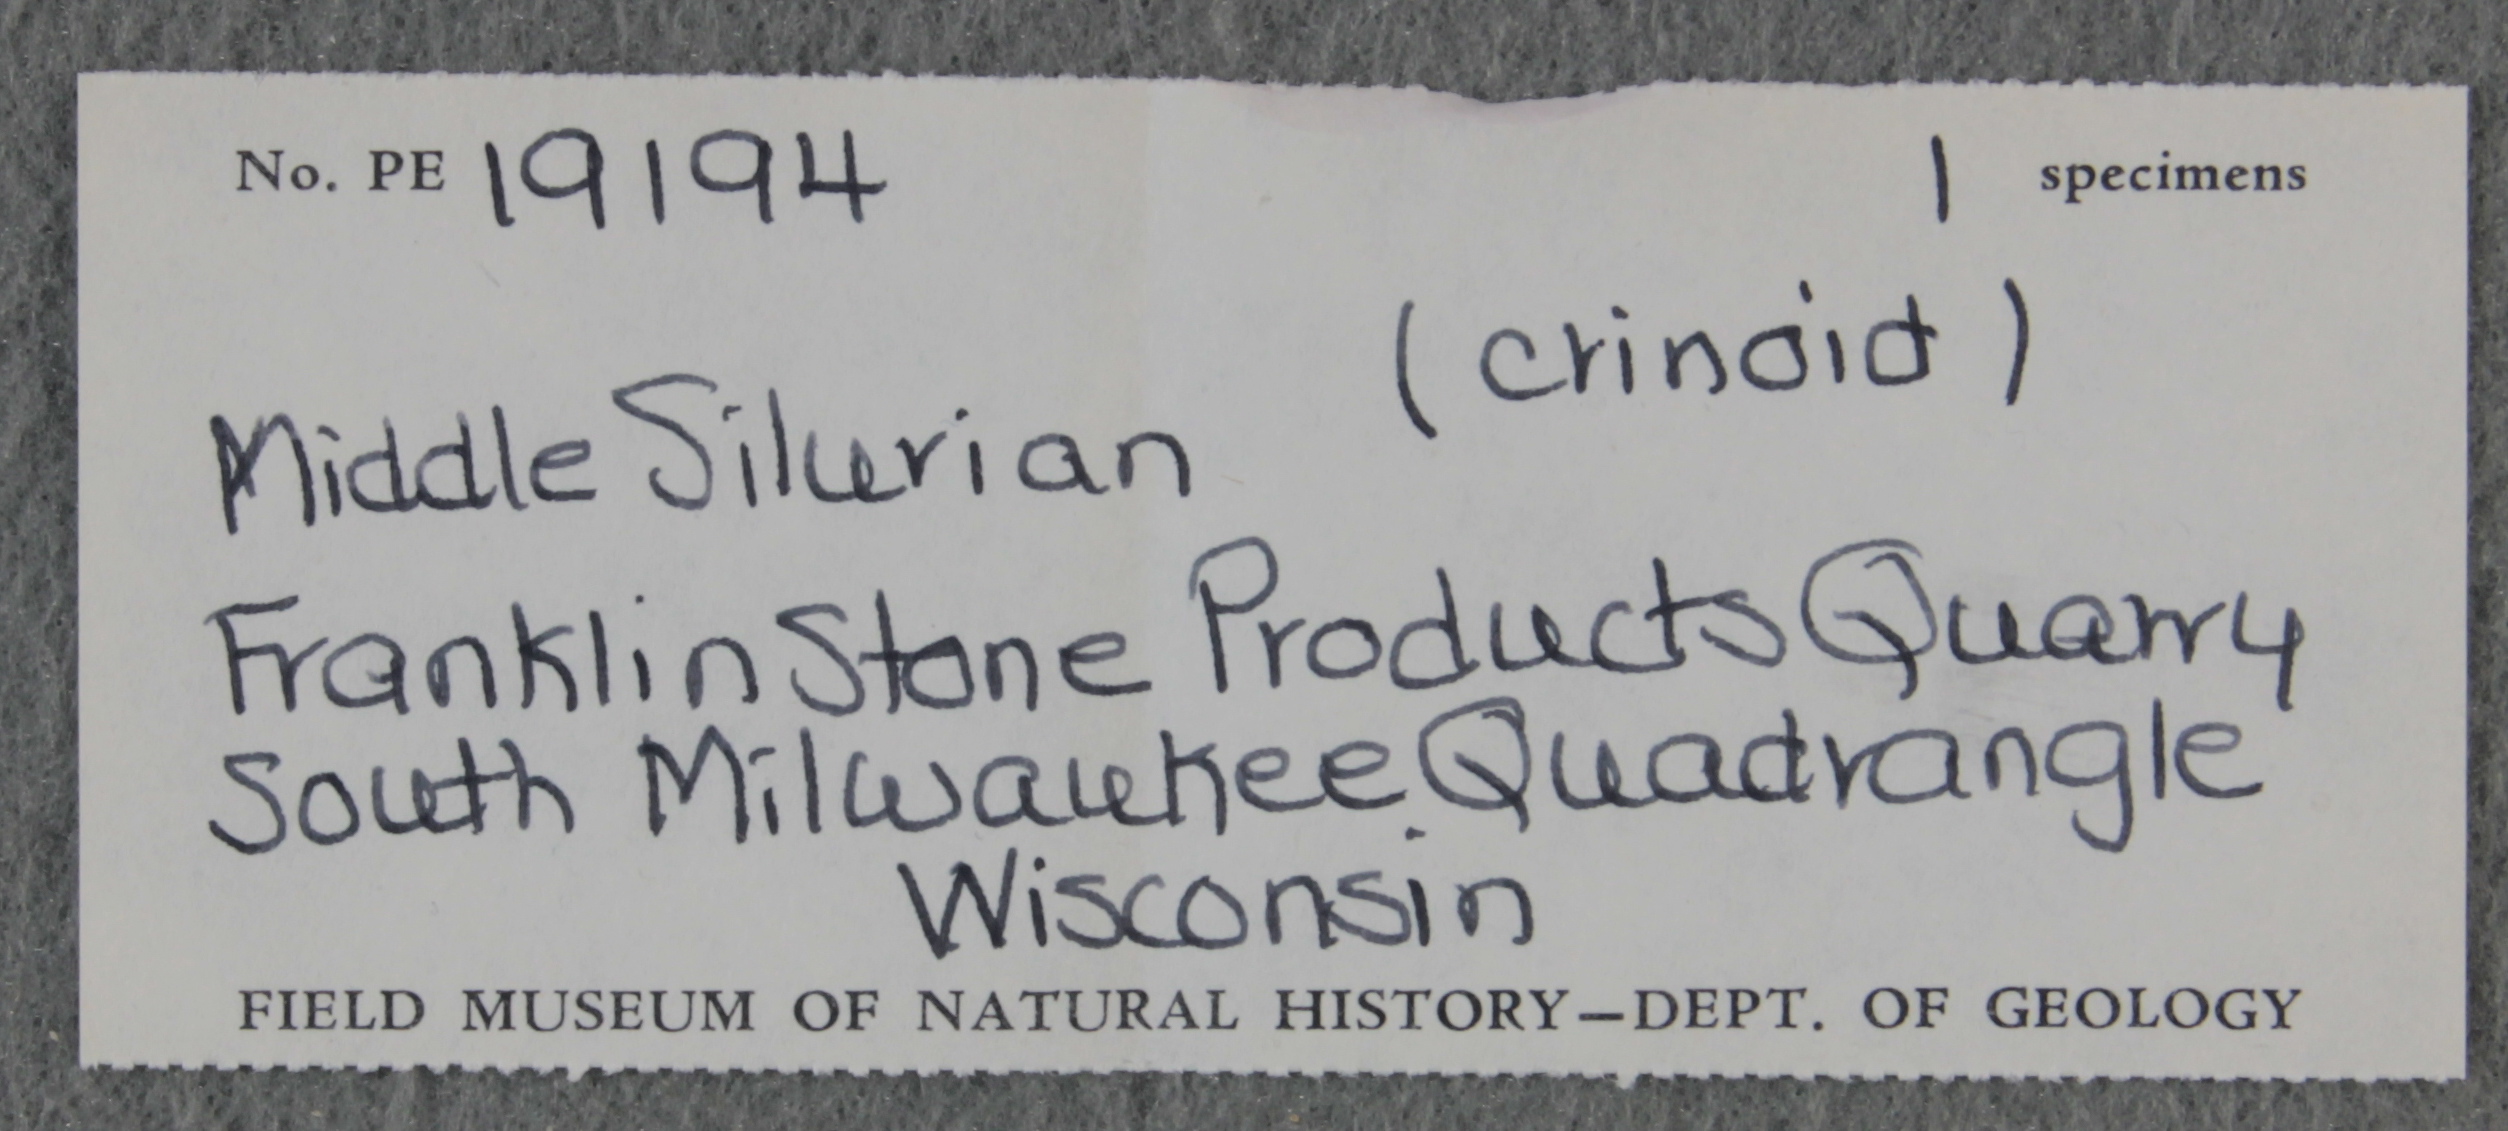 No. PE 19194 1 specimens
(crinoid)
Middle Silurian
Franklin Stone Products Quarry
South Milwaukee Quadrangle
Wisconsin
FIELD MUSEUM OF NATURAL HISTORY—DEPT. OF GEOLOGY